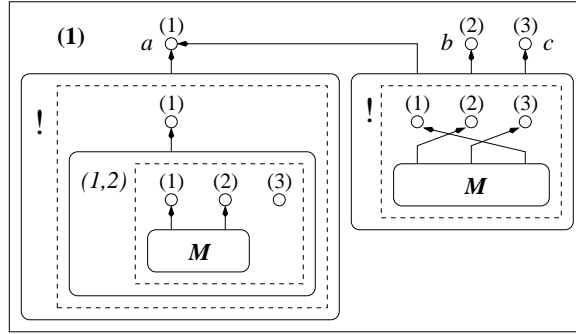 (1) (1) (2) (3)
a b c
! (1) ! (1) (2) (3)
(1,2) (1) (2) (3) M
M